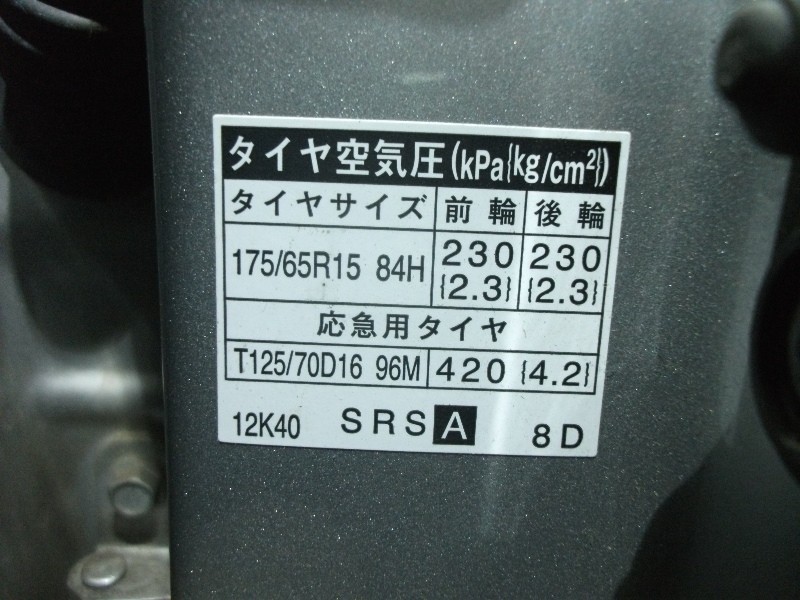 タイヤ空気圧(kPa{kg/cm²})
タイヤサイズ 前輪 後輪
175/65R15 84H 230 {2.3} 230 {2.3}
応急用タイヤ
T125/70D16 96M 420 {4.2}
12K40 SRS A 8D